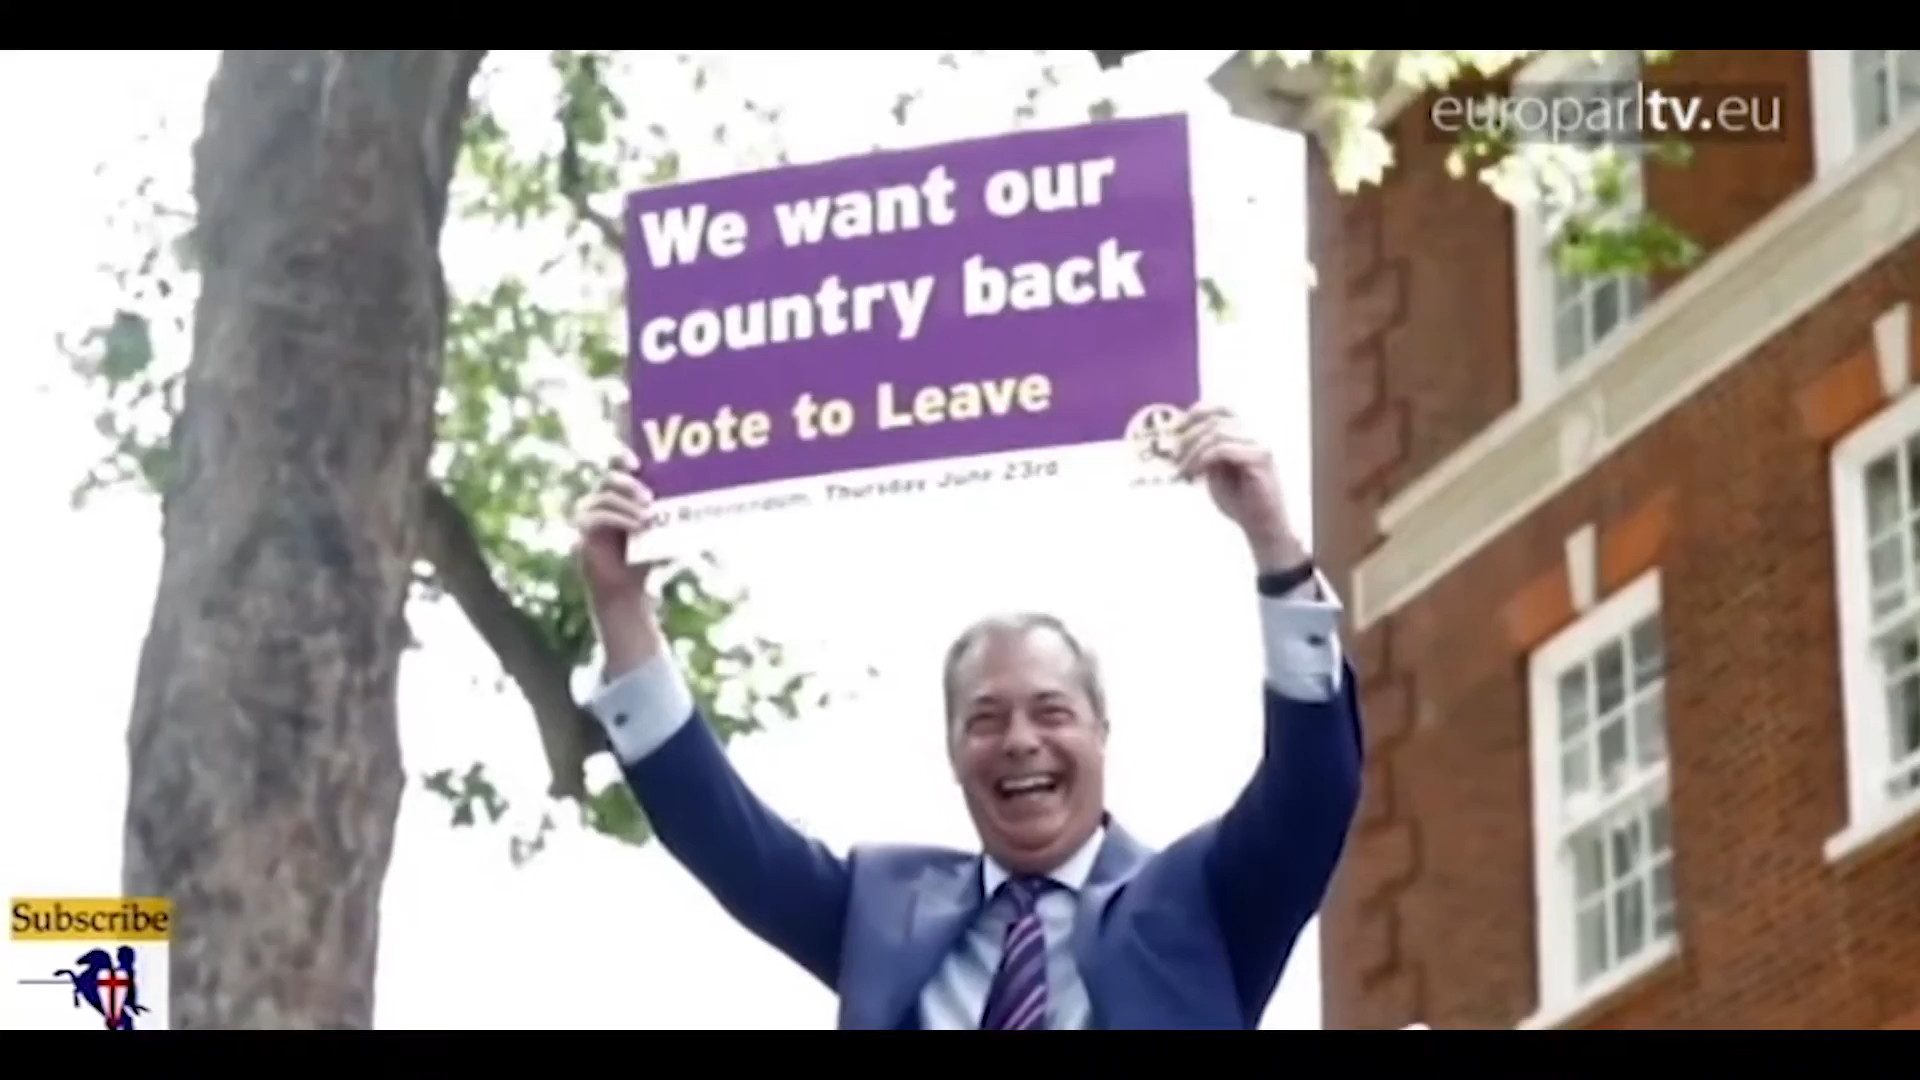 europarltv.eu
We want our
country back
Vote to Leave
U Referendum, Thursday June 23rd
Subscribe